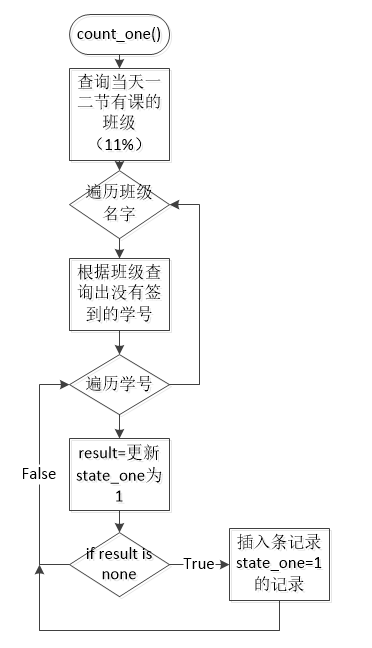 count_one()
查询当天一
二节有课的
班级
（11%）
遍历班级
名字
根据班级查
询出没有签
到的学号
遍历学号
False
result=更新
state_one为
1
if result is
none
True
插入条记录
state_one=1
的记录